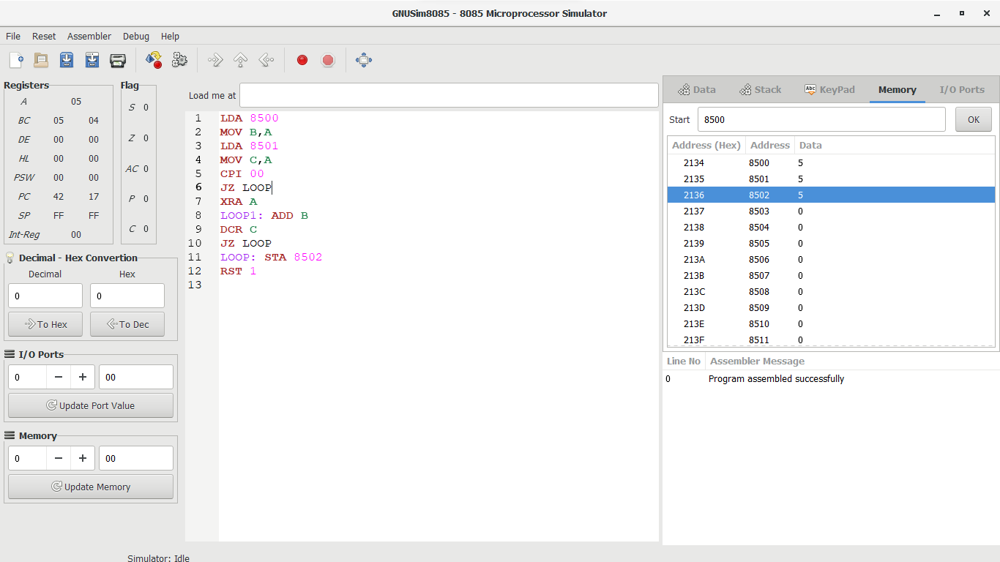 GNUSim8085 - 8085 Microprocessor Simulator
File Reset Assembler Debug Help
Registers
A 05
BC 05 04
DE 00 00
HL 00 00
PSW 00 00
PC 42 17
SP FF FF
Int-Reg 00
Flag
S 0
Z 0
AC 0
P 0
C 0
Decimal - Hex Convertion
Decimal Hex
0 0
To Hex To Dec
I/O Ports
0 − + 00
Update Port Value
Memory
0 − + 00
Update Memory
Load me at
1 LDA 8500
2 MOV B,A
3 LDA 8501
4 MOV C,A
5 CPI 00
6 JZ LOOP
7 XRA A
8 LOOP1: ADD B
9 DCR C
10 JZ LOOP
11 LOOP: STA 8502
12 RST 1
13
Data Stack Abc KeyPad Memory I/O Ports
Start 8500 OK
Address (Hex) Address Data
2134 8500 5
2135 8501 5
2136 8502 5
2137 8503 0
2138 8504 0
2139 8505 0
213A 8506 0
213B 8507 0
213C 8508 0
213D 8509 0
213E 8510 0
213F 8511 0
Line No Assembler Message
0 Program assembled successfully
Simulator: Idle